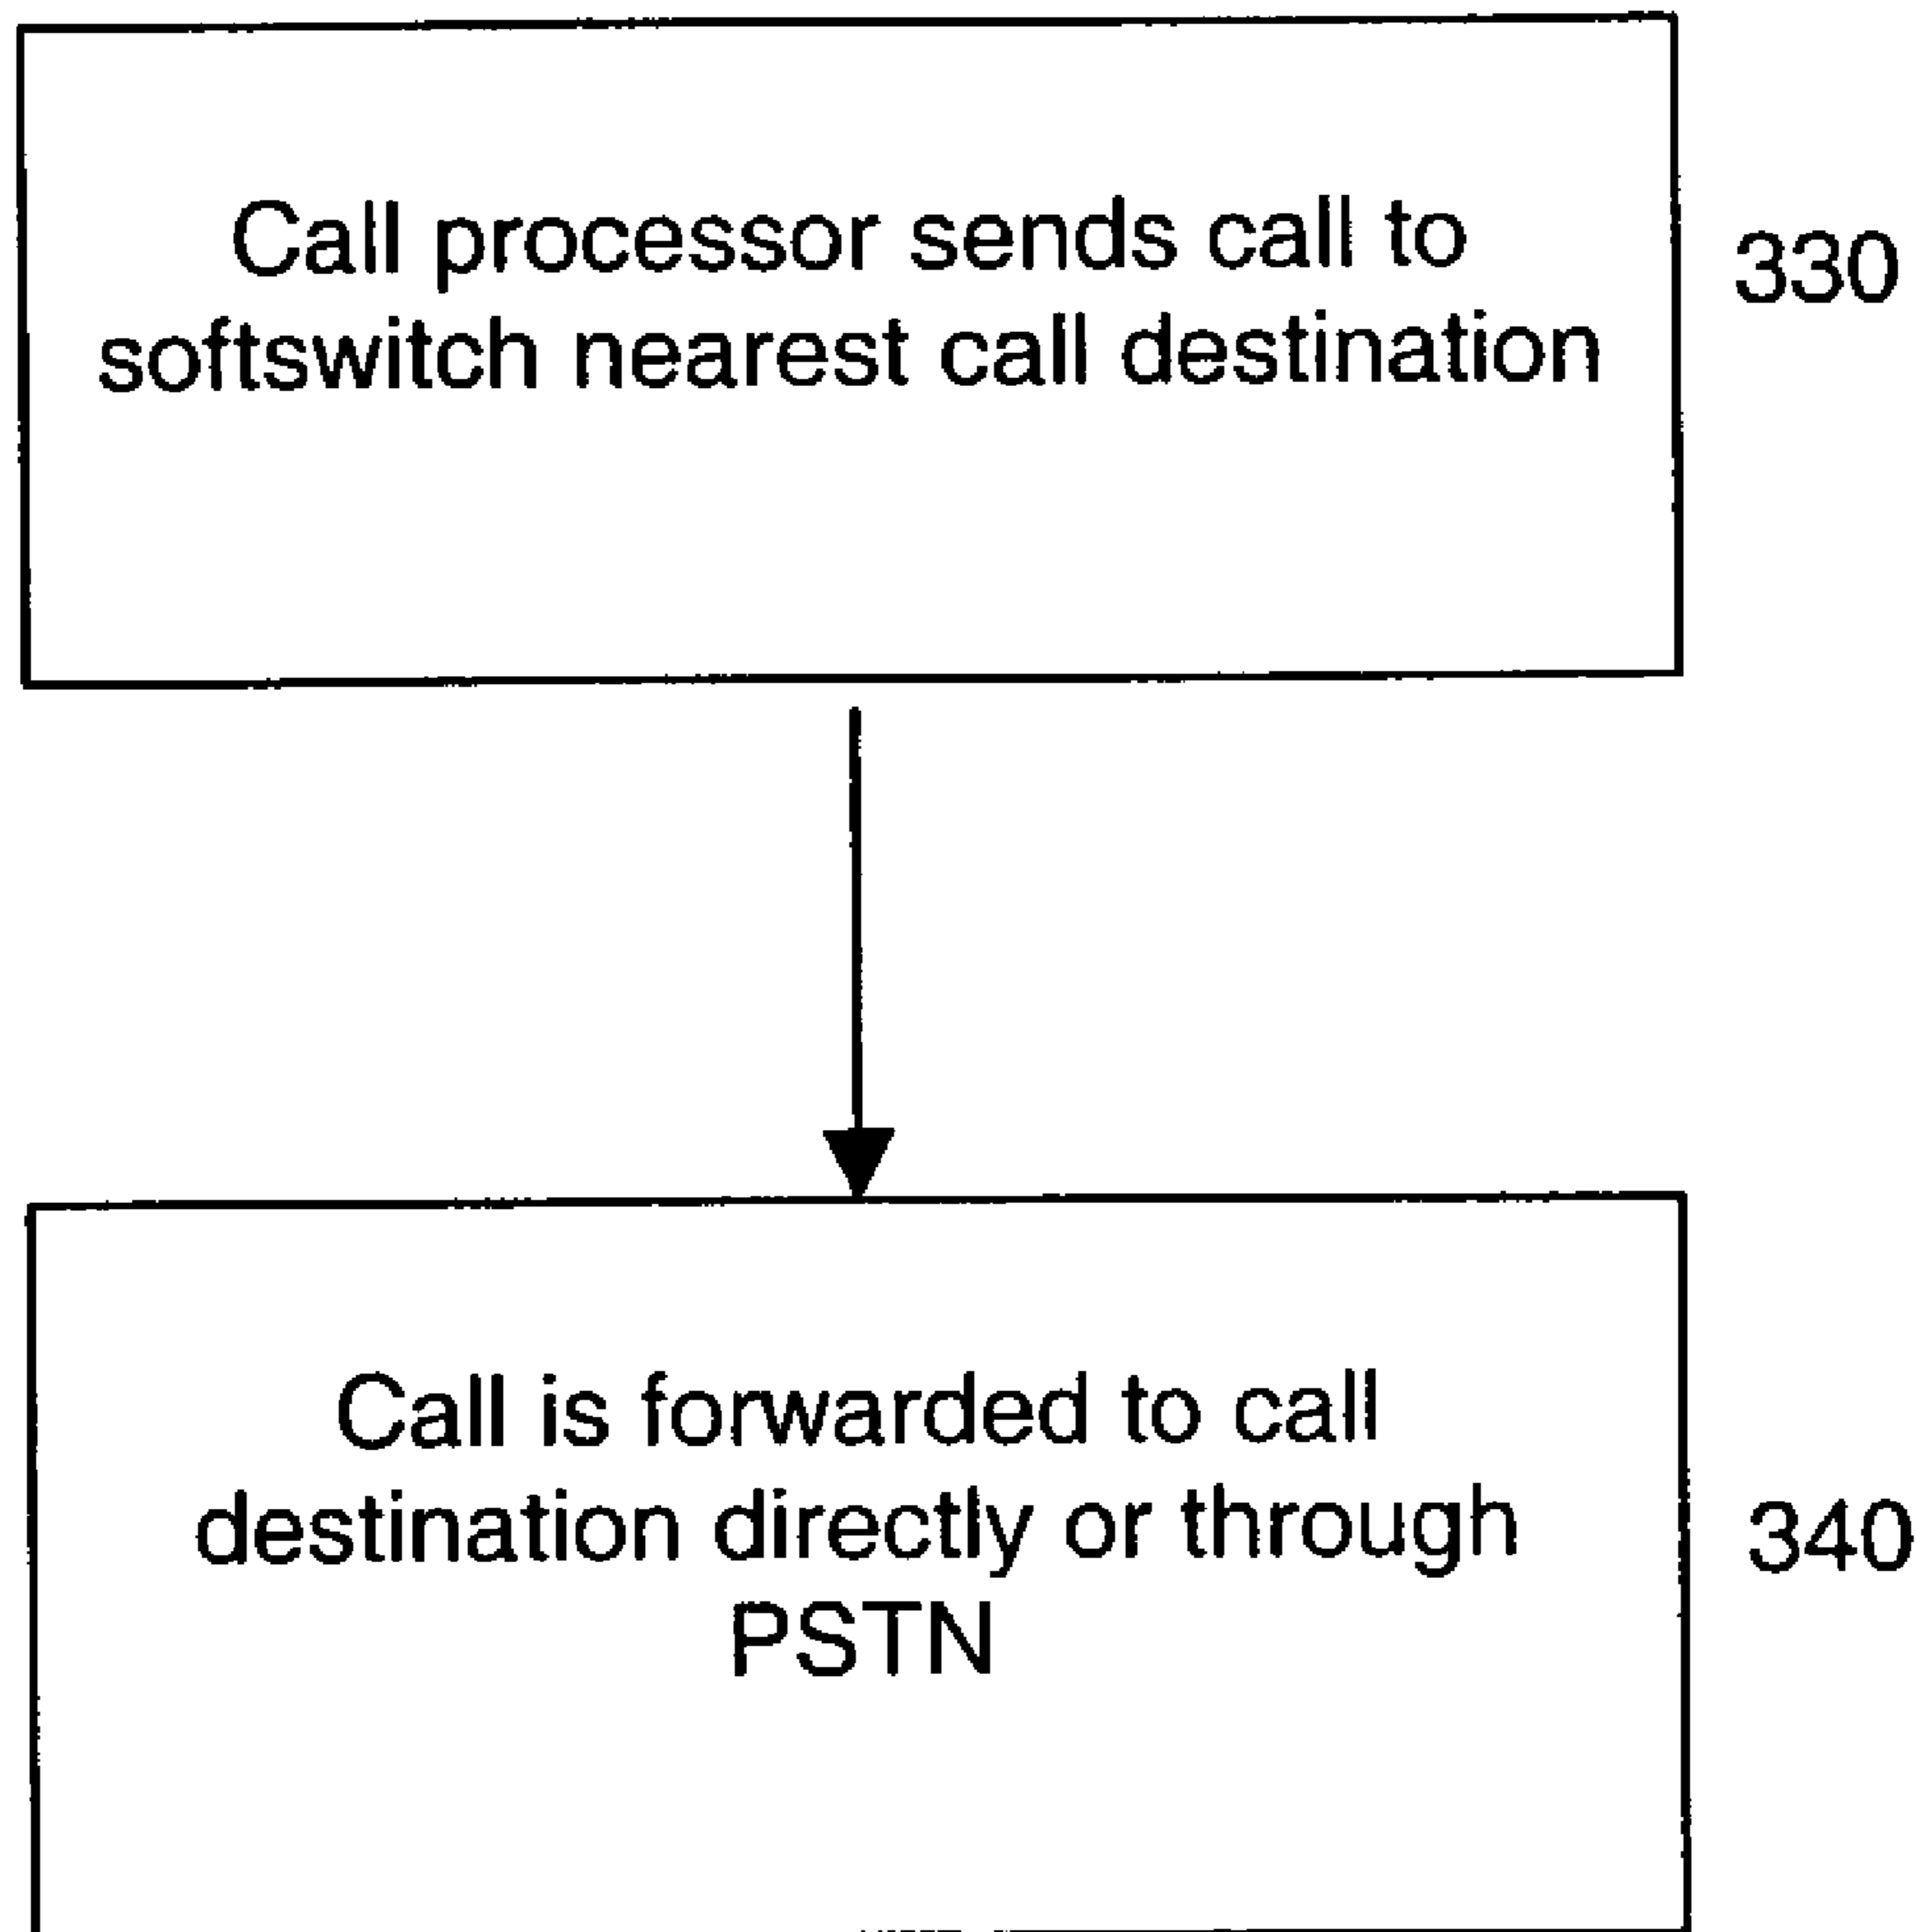 Call processor sends call to
softswitch nearest call destination
330
Call is forwarded to call
destination directly or through
PSTN
340